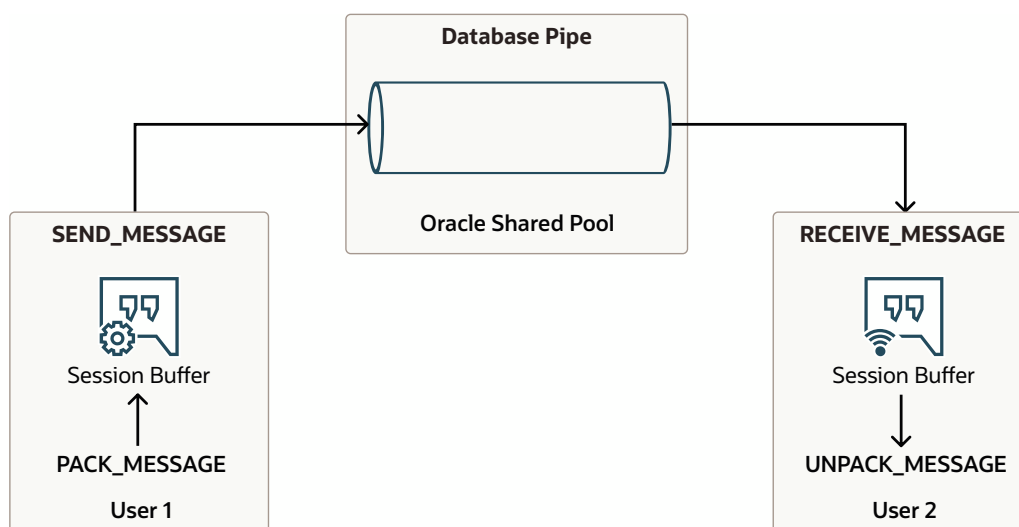 Database Pipe
Oracle Shared Pool
SEND_MESSAGE
Session Buffer
PACK_MESSAGE
User 1
RECEIVE_MESSAGE
Session Buffer
UNPACK_MESSAGE
User 2